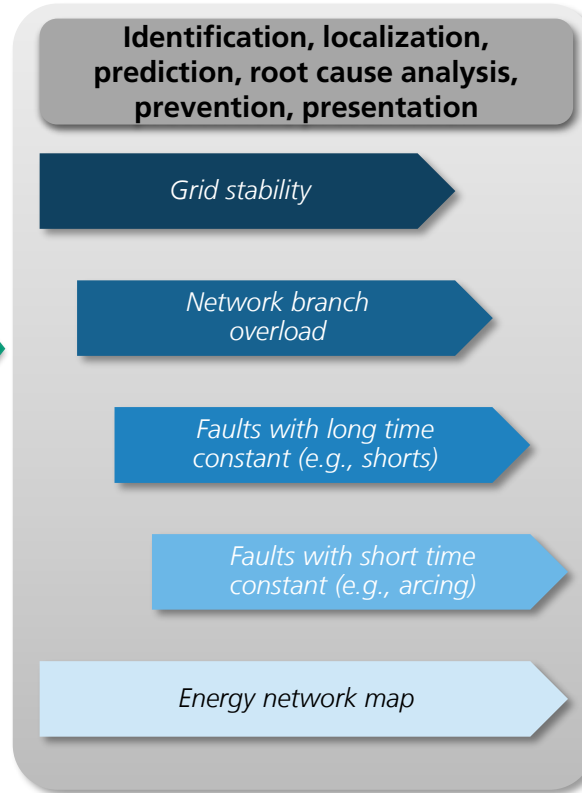 Identification, localization,
prediction, root cause analysis,
prevention, presentation
Grid stability
Network branch
overload
Faults with long time
constant (e.g., shorts)
Faults with short time
constant (e.g., arcing)
Energy network map